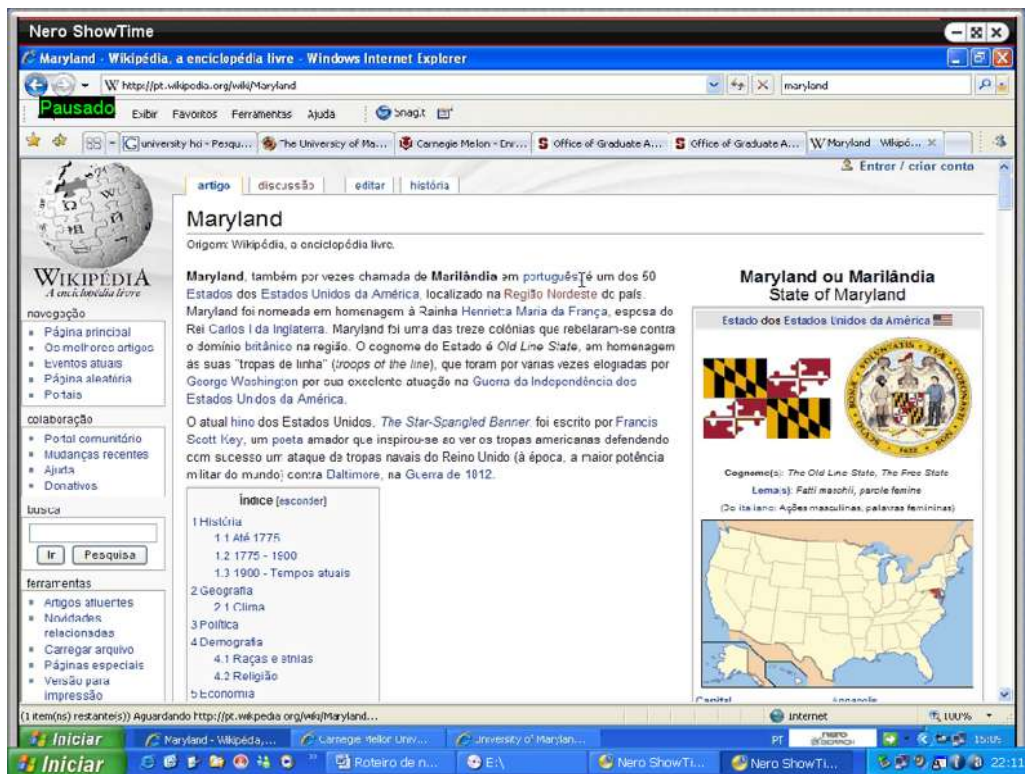 Nero ShowTime
Maryland - Wikipédia, a enciclopédia livre - Windows Internet Explorer
http://pt.wikipedia.org/wiki/Maryland
maryland
Pausado
Exibir Favoritos Ferramentas Ajuda SnagIt
university hci - Pesqu... The University of Ma... Carnegie Mellon - Enr... Office of Graduate A... Office of Graduate A... Maryland Wikipé...
Entrar / criar conta
artigo discussão editar história
Maryland
Origem: Wikipédia, a enciclopédia livre.
WIKIPÉDIA
A enciclopédia livre
navegação
Página principal
Os melhores artigos
Eventos atuais
Página aleatória
Portais
colaboração
Portal comunitário
Mudanças recentes
Ajuda
Donativos
busca
Ir Pesquisa
ferramentas
Artigos afluentes
Novidades
relacionadas
Carregar arquivo
Páginas especiais
Versão para
impressão
Maryland, também por vezes chamada de Marilândia em português é um dos 50
Estados dos Estados Unidos da América, localizado na Região Nordeste do país.
Maryland foi nomeada em homenagem à Rainha Henrietta Maria da França, esposa do
Rei Carlos I da Inglaterra. Maryland foi uma das treze colónias que rebelaram-se contra
o domínio britânico na região. O cognome do Estado é Old Line State, em homenagem
às suas "tropas de linha" (troops of the line), que foram por várias vezes elogiadas por
George Washington por sua excelente atuação na Guerra da Independência dos
Estados Unidos da América.
O atual hino dos Estados Unidos, The Star-Spangled Banner, foi escrito por Francis
Scott Key, um poeta amador que inspirou-se ao ver os tropas americanas defendendo
com sucesso um ataque de tropas navais do Reino Unido (à época, a maior potência
militar do mundo) contra Baltimore, na Guerra de 1812.
Índice [esconder]
1 História
1.1 Até 1775
1.2 1775 - 1900
1.3 1900 - Tempos atuais
2 Geografia
2.1 Clima
3 Política
4 Demografia
4.1 Raças e etnias
4.2 Religião
5 Economia
Maryland ou Marilândia
State of Maryland
Estado dos Estados Unidos da América
Cognome(s): The Old Line State, The Free State
Lema(s): Fatti maschii, parole femine
(Do italiano: Ações masculinas, palavras femininas)
Capital Annapolis
(1 item(ns) restante(s)) Aguardando http://pt.wikipedia.org/wiki/Maryland...
Internet 100%
Iniciar Maryland - Wikipédia,... Carnegie Mellon Univ... University of Marylan... PT nero SEARCH 15:05
Iniciar Roteiro de n... E:\ Nero ShowTi... Nero ShowTi... 22:11